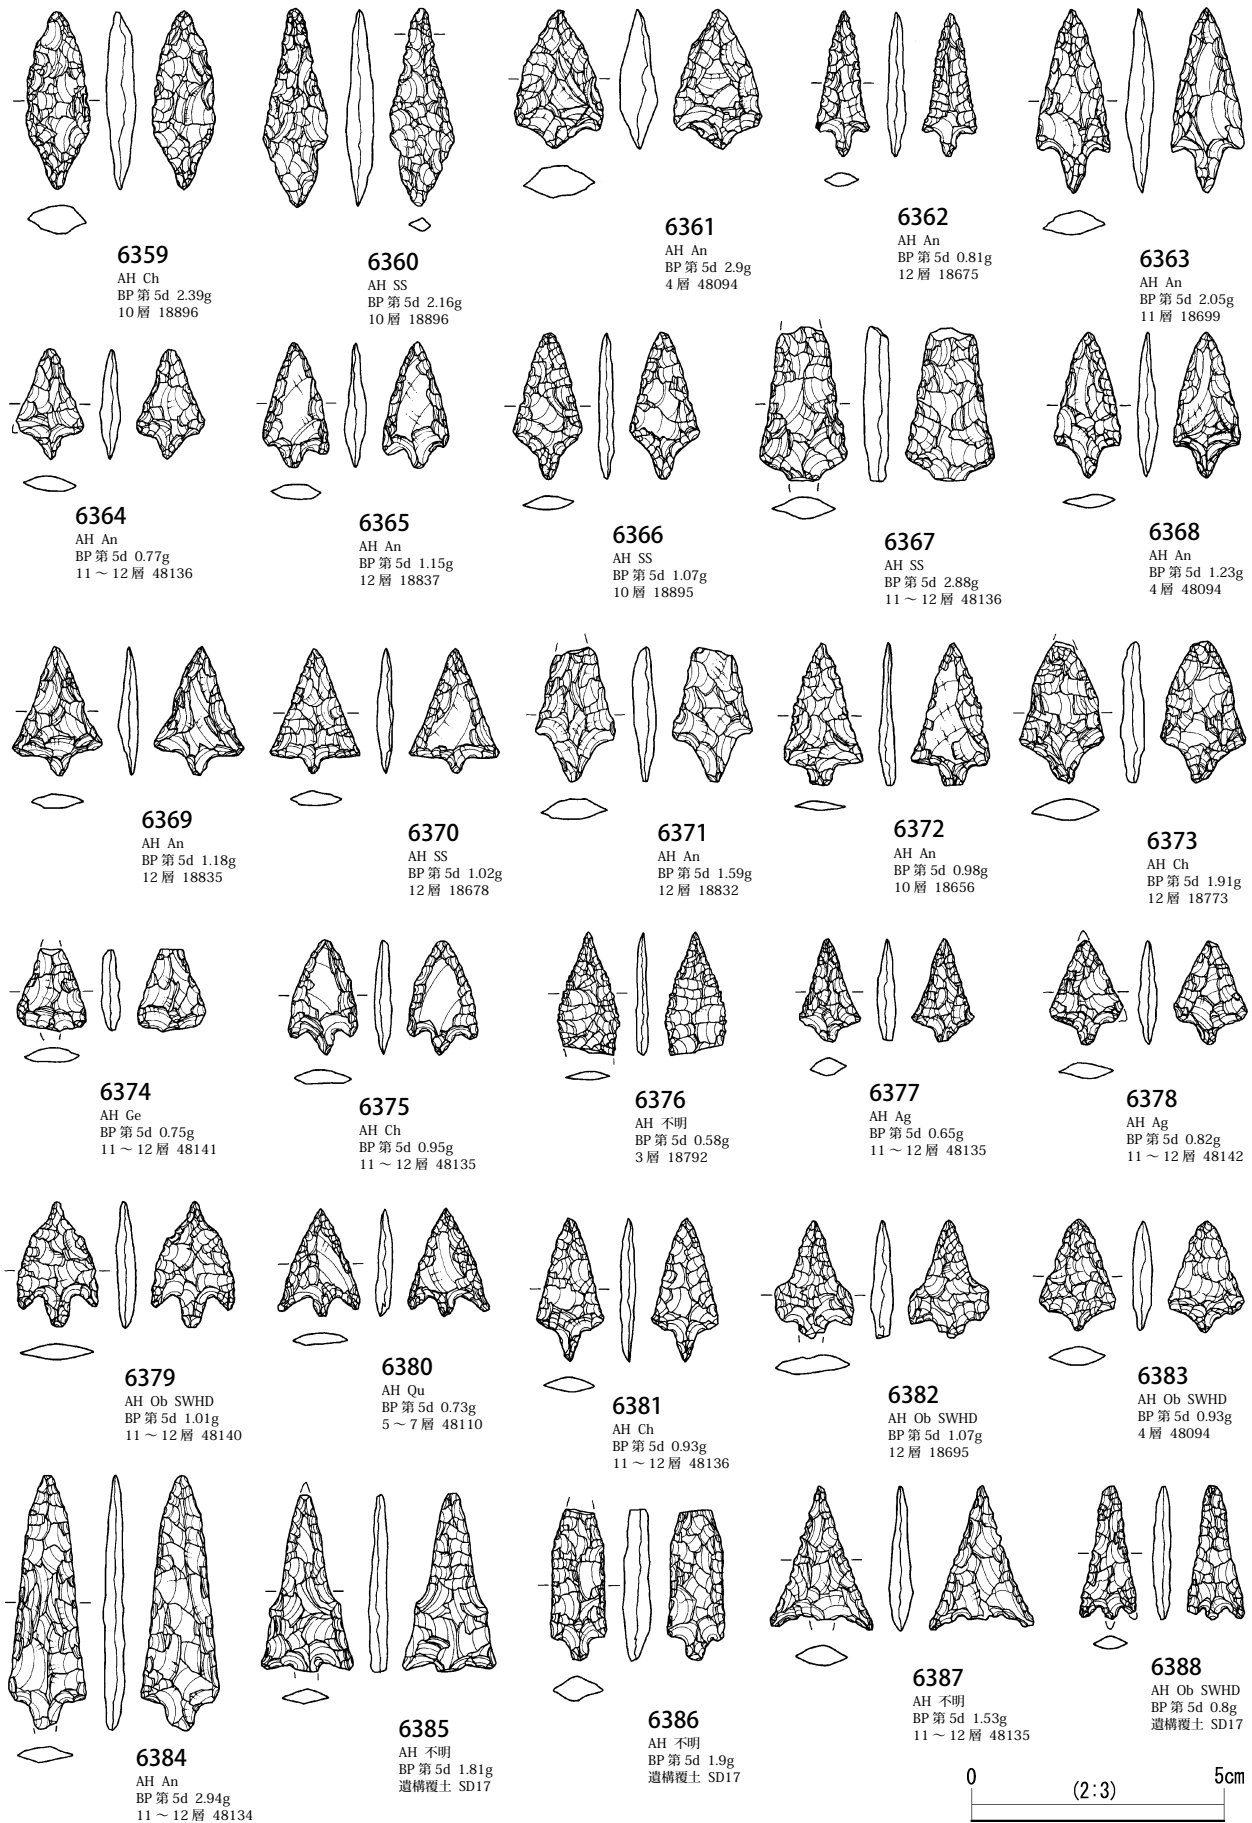 6359
AH Ch
BP 第 5d 2.39g
10 層 18896
6360
AH SS
BP 第 5d 2.16g
10 層 18896
6361
AH An
BP 第 5d 2.9g
4 層 48094
6362
AH An
BP 第 5d 0.81g
12 層 18675
6363
AH An
BP 第 5d 2.05g
11 層 18699
6364
AH An
BP 第 5d 0.77g
11 ～ 12 層 48136
6365
AH An
BP 第 5d 1.15g
12 層 18837
6366
AH SS
BP 第 5d 1.07g
10 層 18895
6367
AH SS
BP 第 5d 2.88g
11 ～ 12 層 48136
6368
AH An
BP 第 5d 1.23g
4 層 48094
6369
AH An
BP 第 5d 1.18g
12 層 18835
6370
AH SS
BP 第 5d 1.02g
12 層 18678
6371
AH An
BP 第 5d 1.59g
12 層 18832
6372
AH An
BP 第 5d 0.98g
10 層 18656
6373
AH Ch
BP 第 5d 1.91g
12 層 18773
6374
AH Ge
BP 第 5d 0.75g
11 ～ 12 層 48141
6375
AH Ch
BP 第 5d 0.95g
11 ～ 12 層 48135
6376
AH 不明
BP 第 5d 0.58g
3 層 18792
6377
AH Ag
BP 第 5d 0.65g
11 ～ 12 層 48135
6378
AH Ag
BP 第 5d 0.82g
11 ～ 12 層 48142
6379
AH Ob SWHD
BP 第 5d 1.01g
11 ～ 12 層 48140
6380
AH Qu
BP 第 5d 0.73g
5 ～ 7 層 48110
6381
AH Ch
BP 第 5d 0.93g
11 ～ 12 層 48136
6382
AH Ob SWHD
BP 第 5d 1.07g
12 層 18695
6383
AH Ob SWHD
BP 第 5d 0.93g
4 層 48094
6384
AH An
BP 第 5d 2.94g
11 ～ 12 層 48134
6385
AH 不明
BP 第 5d 1.81g
遺構覆土 SD17
6386
AH 不明
BP 第 5d 1.9g
遺構覆土 SD17
6387
AH 不明
BP 第 5d 1.53g
11 ～ 12 層 48135
6388
AH Ob SWHD
BP 第 5d 0.8g
遺構覆土 SD17
0 (2:3) 5cm